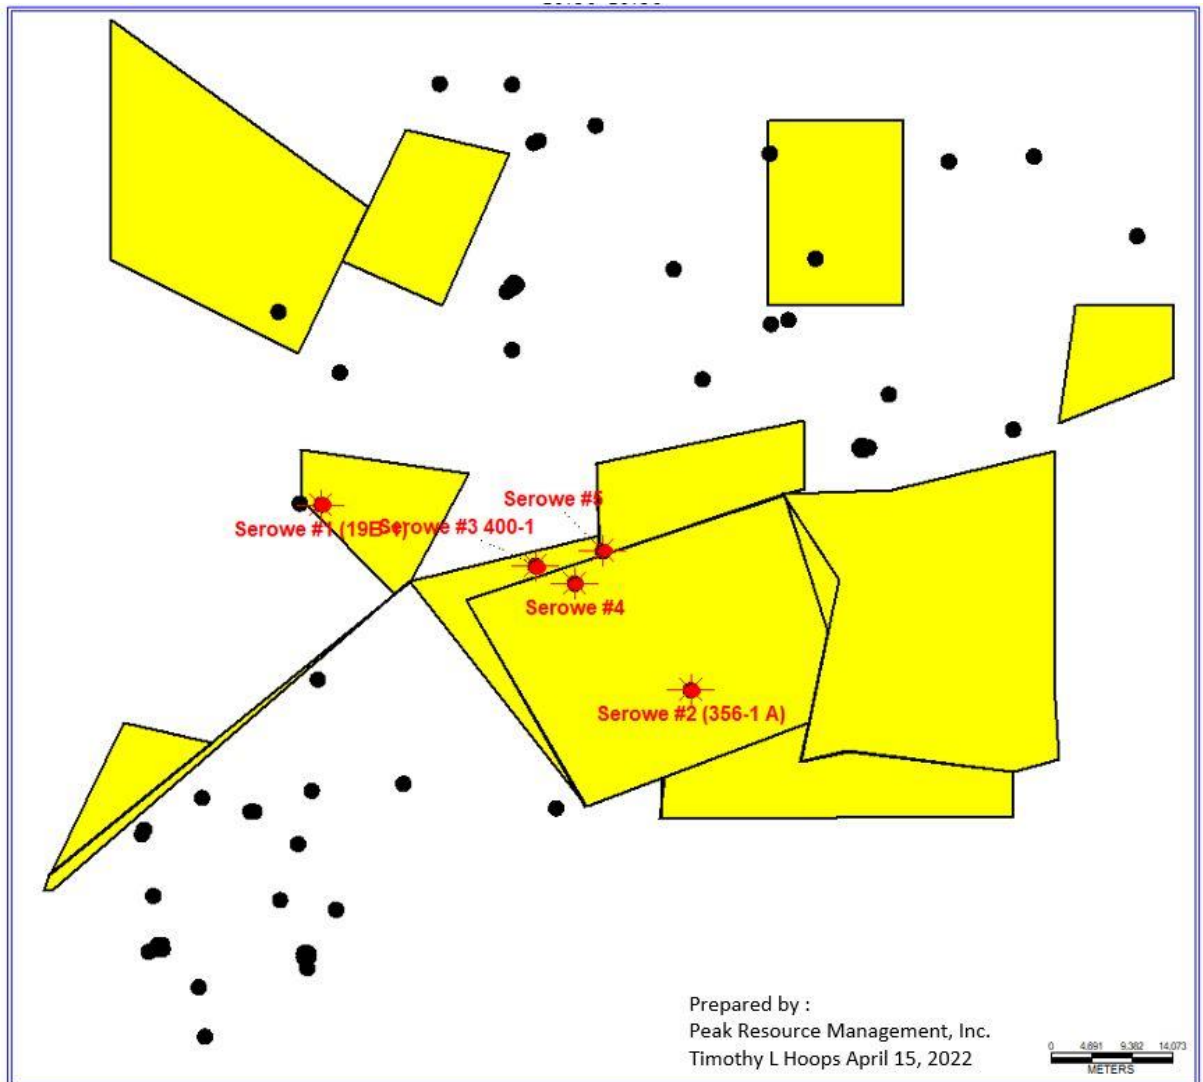 Serowe #5
Serowe #1 (19B-1)
Serowe #3 400-1
Serowe #4
Serowe #2 (356-1 A)
Prepared by :
Peak Resource Management, Inc.
Timothy L Hoops April 15, 2022
0 4,691 9,382 14,073
METERS